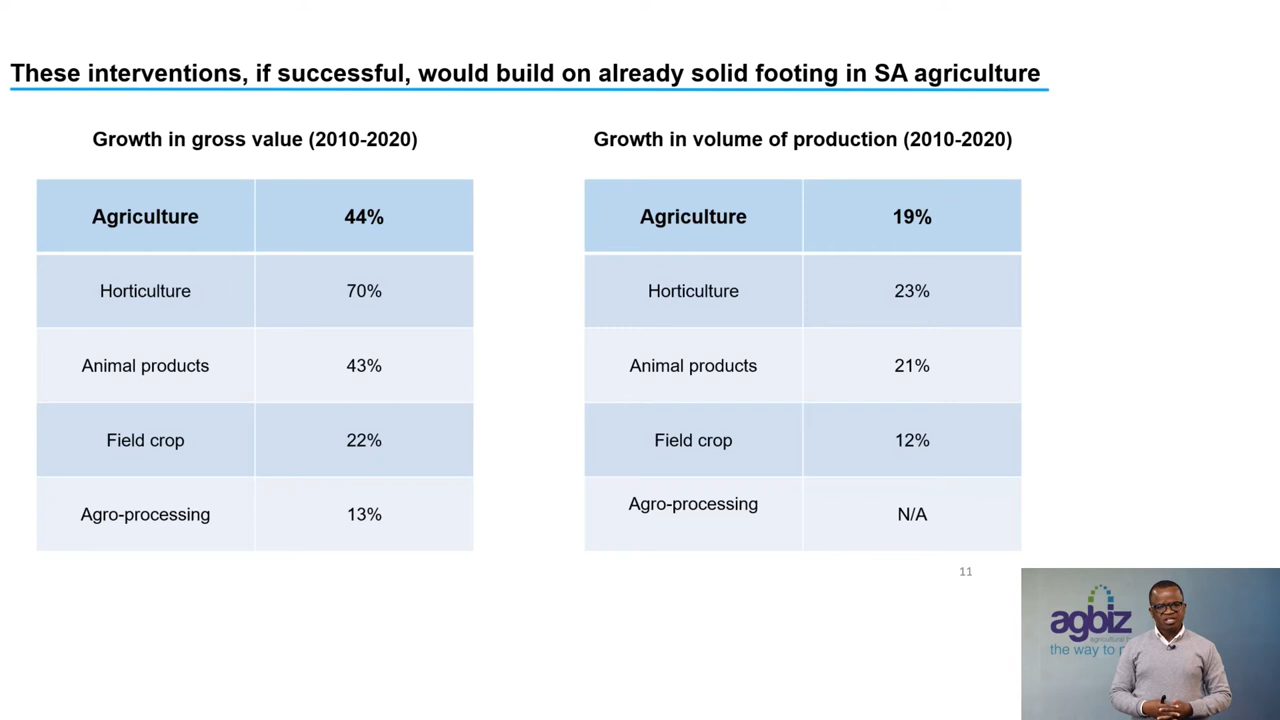 These interventions, if successful, would build on already solid footing in SA agriculture
Growth in gross value (2010-2020)
Agriculture 44%
Horticulture 70%
Animal products 43%
Field crop 22%
Agro-processing 13%
Growth in volume of production (2010-2020)
Agriculture 19%
Horticulture 23%
Animal products 21%
Field crop 12%
Agro-processing N/A
11
agbiz
agricultural
the way to